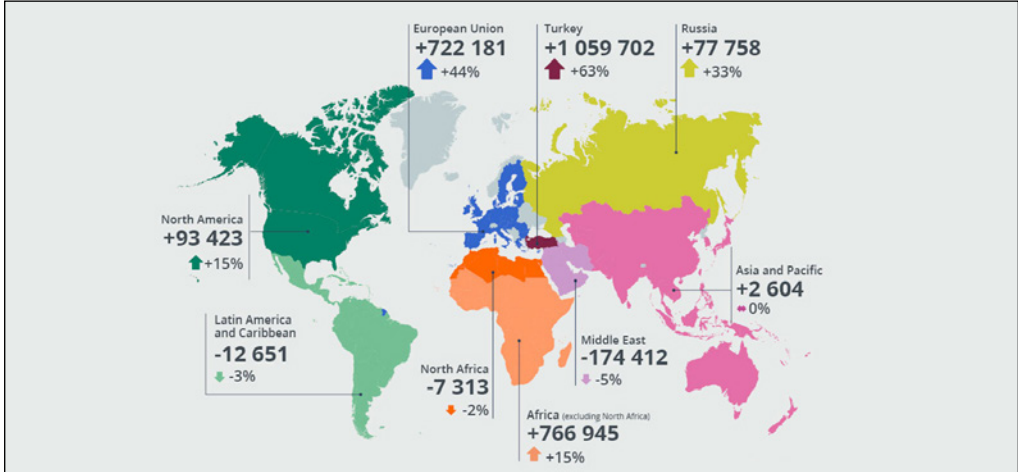 European Union
+722 181
+44%
Turkey
+1 059 702
+63%
Russia
+77 758
+33%
North America
+93 423
+15%
Asia and Pacific
+2 604
0%
Latin America
and Caribbean
-12 651
-3%
North Africa
-7 313
-2%
Middle East
-174 412
-5%
Africa (excluding North Africa)
+766 945
+15%